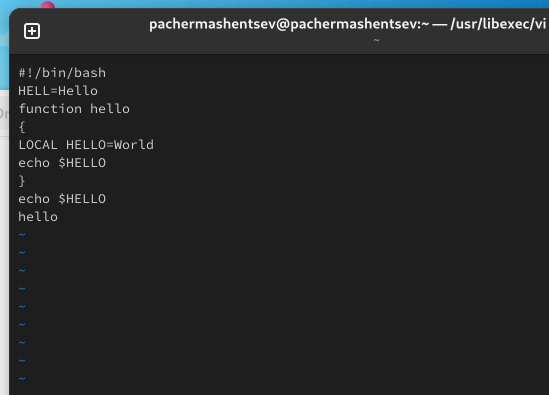 pachermashentsev@pachermashentsev:~ — /usr/libexec/vi
~
#!/bin/bash
HELL=Hello
function hello
{
LOCAL HELLO=World
echo $HELLO
}
echo $HELLO
hello
~
~
~
~
~
~
~
~
~